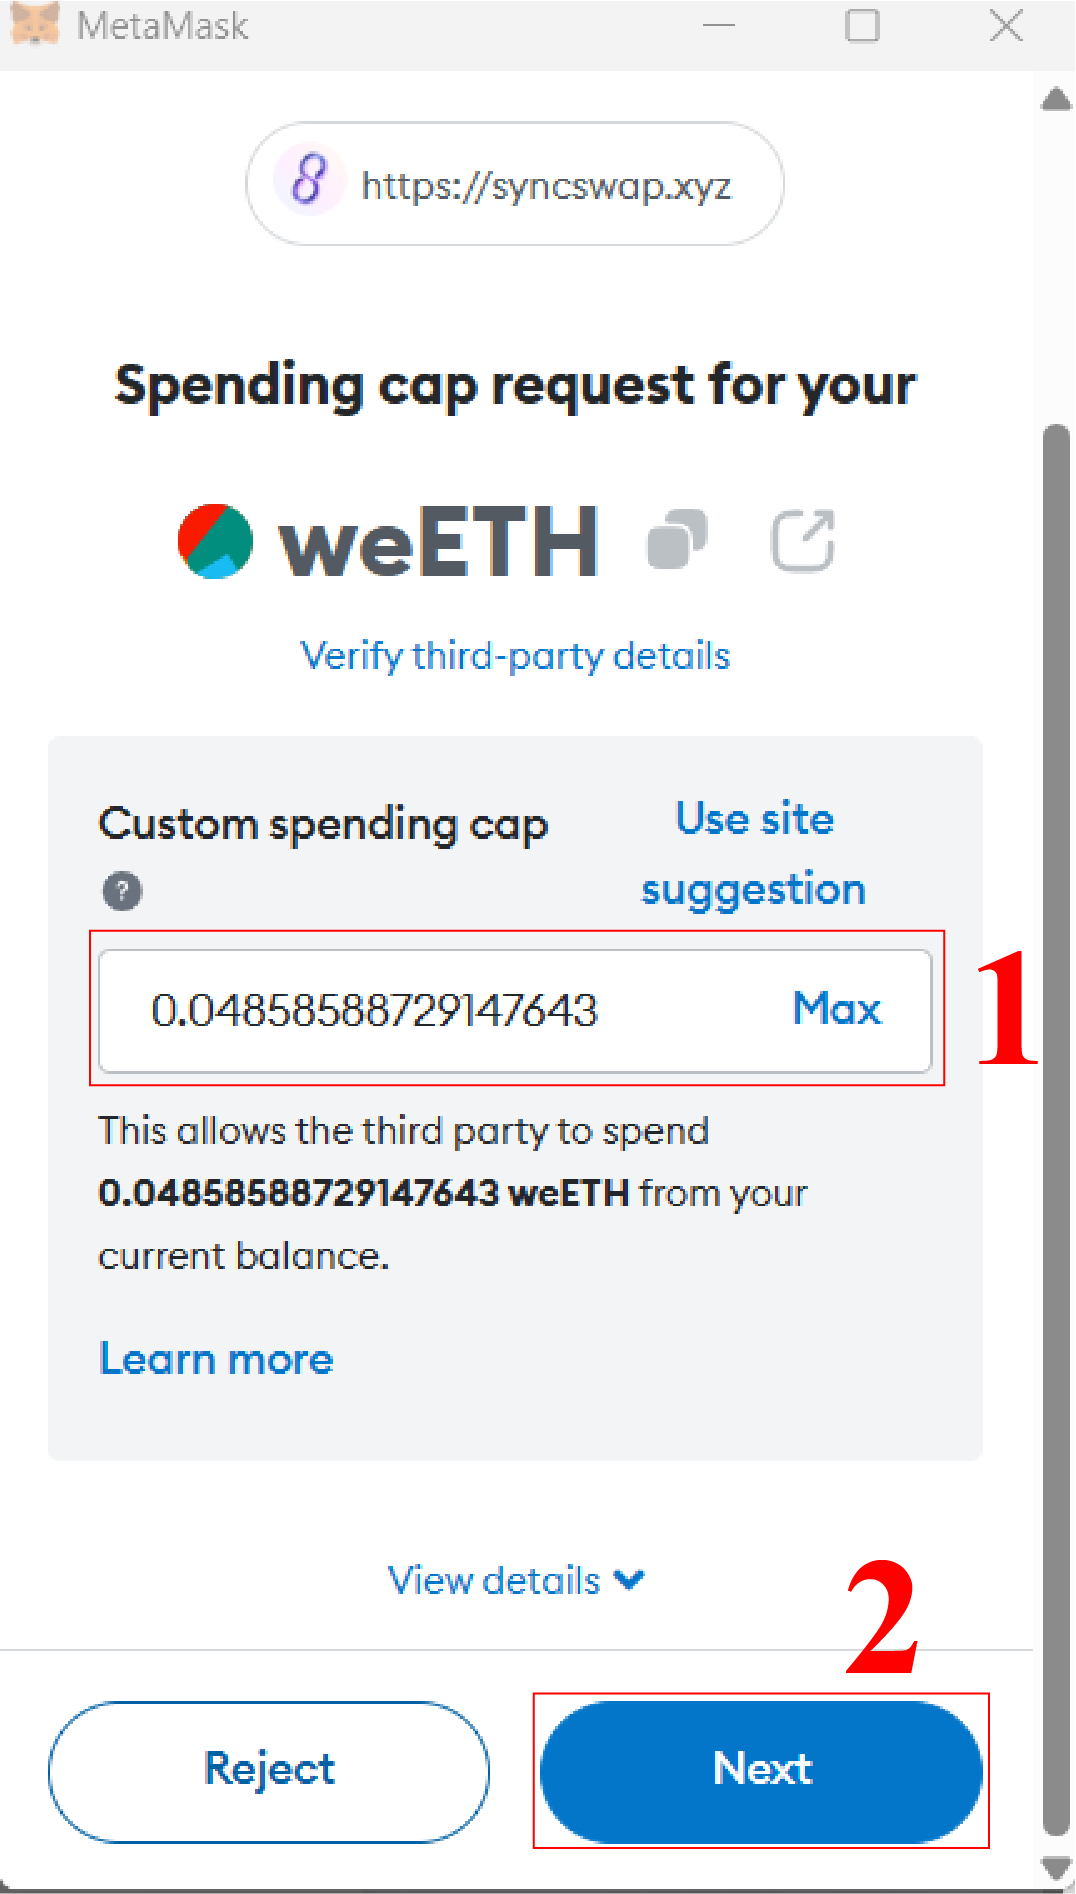 MetaMask
https://syncswap.xyz
Spending cap request for your
weETH
Verify third-party details
Custom spending cap
Use site
suggestion
?
0.04858588729147643 Max
1
This allows the third party to spend
0.04858588729147643 weETH from your
current balance.
Learn more
View details
2
Reject
Next